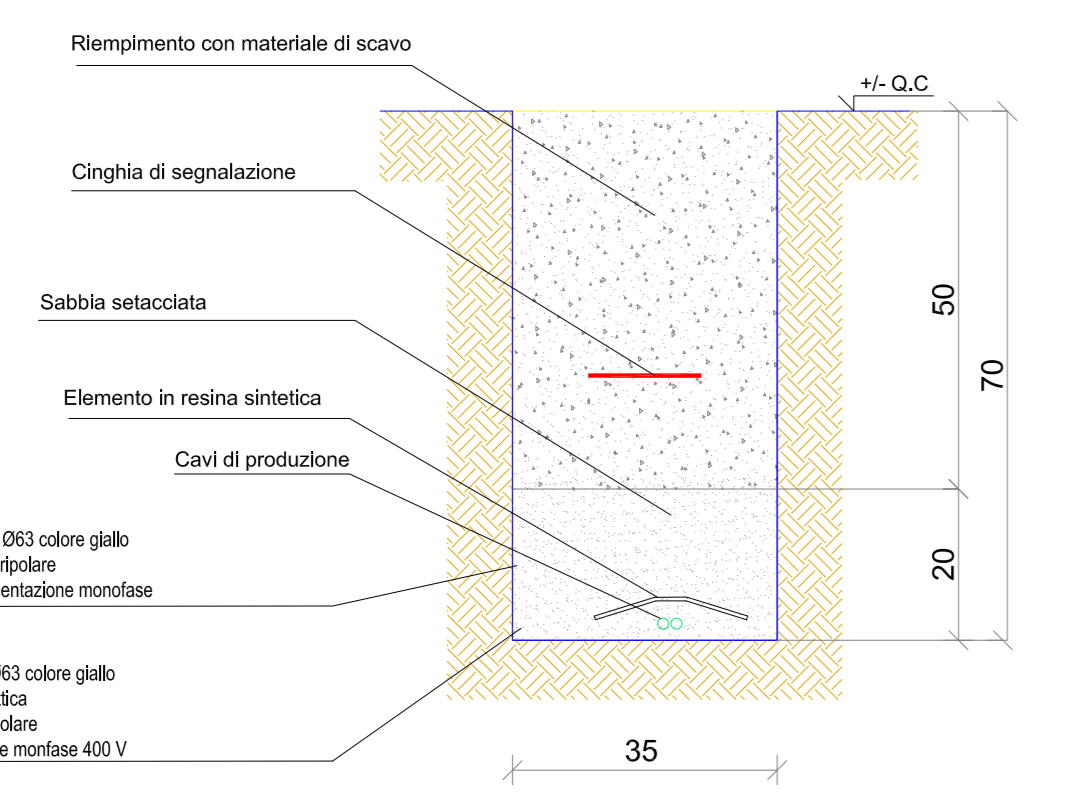 Riempimento con materiale di scavo
+/- Q.C
Cinghia di segnalazione
Sabbia setacciata
50
70
Elemento in resina sintetica
Cavi di produzione
Ø63 colore giallo
ripolare
entazione monofase
20
63 colore giallo
ttica
olare
e monfase 400 V
35